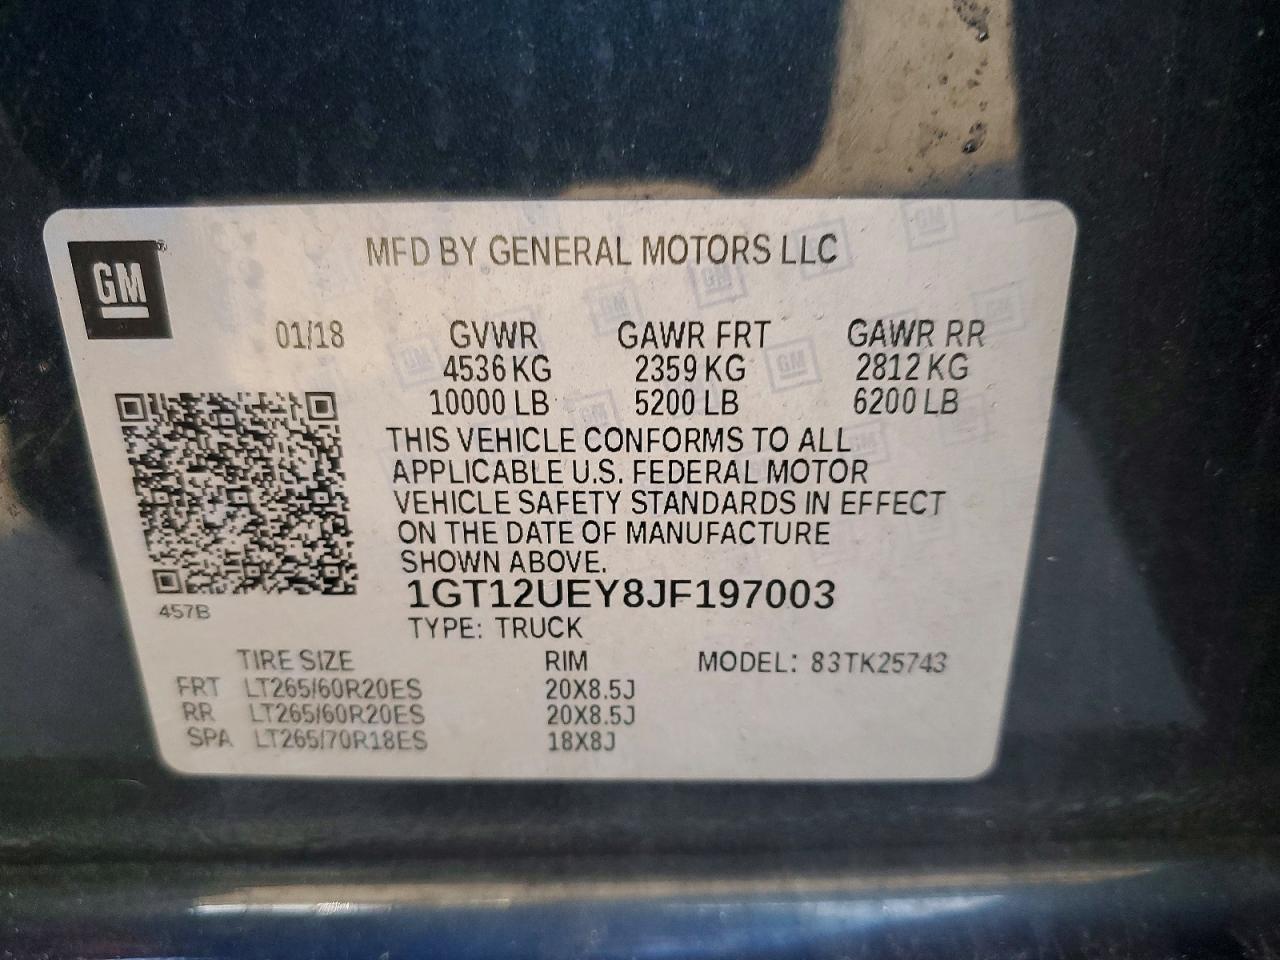 GM
MFD BY GENERAL MOTORS LLC
01/18 GVWR GAWR FRT GAWR RR
4536 KG 2359 KG 2812 KG
10000 LB 5200 LB 6200 LB
THIS VEHICLE CONFORMS TO ALL
APPLICABLE U.S. FEDERAL MOTOR
VEHICLE SAFETY STANDARDS IN EFFECT
ON THE DATE OF MANUFACTURE
SHOWN ABOVE.
1GT12UEY8JF197003
457B
TYPE: TRUCK
TIRE SIZE RIM MODEL: 83TK25743
FRT LT265/60R20ES 20X8.5J
RR LT265/60R20ES 20X8.5J
SPA LT265/70R18ES 18X8J